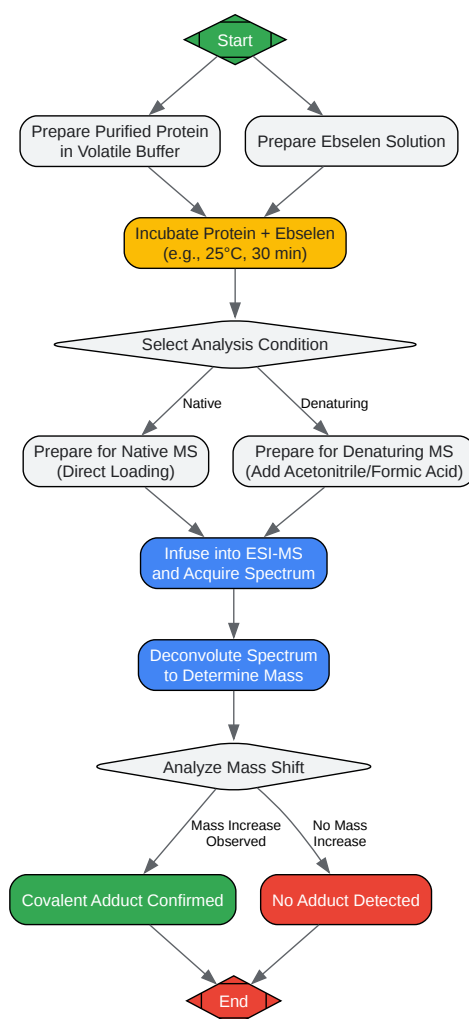 Start
Prepare Purified Protein
in Volatile Buffer
Prepare Ebselen Solution
Incubate Protein + Ebselen
(e.g., 25°C, 30 min)
Select Analysis Condition
Native
Denaturing
Prepare for Native MS
(Direct Loading)
Prepare for Denaturing MS
(Add Acetonitrile/Formic Acid)
Infuse into ESI-MS
and Acquire Spectrum
Deconvolute Spectrum
to Determine Mass
Analyze Mass Shift
Mass Increase
Observed
No Mass
Increase
Covalent Adduct Confirmed
No Adduct Detected
End